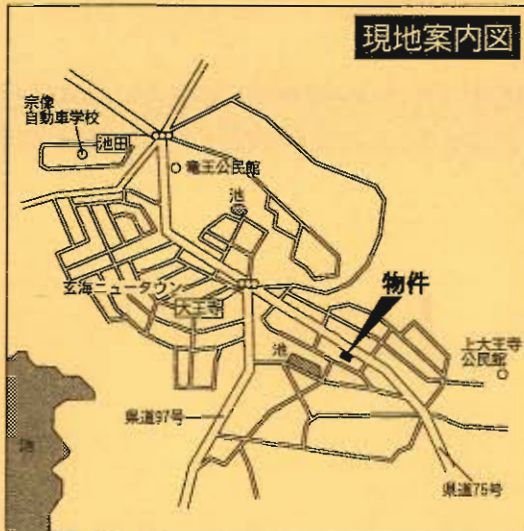 現地案内図
宗像
自動車学校
池田
竜王公民館
池
玄海ニュータウン
大王寺
物件
上大王寺
公民館
池
県道97号
池
県道75号